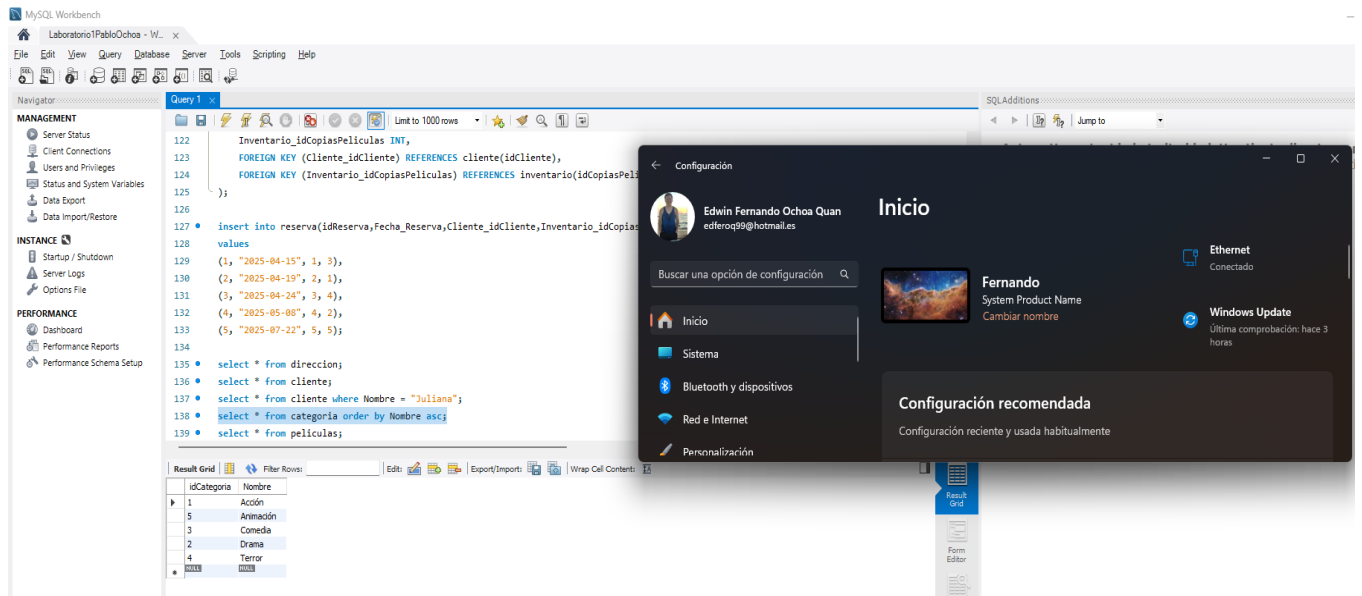 MySQL Workbench
Laboratorio1PabloOchoa - W... x
File Edit View Query Database Server Tools Scripting Help
Navigator
MANAGEMENT
Server Status
Client Connections
Users and Privileges
Status and System Variables
Data Export
Data Import/Restore
INSTANCE
Startup / Shutdown
Server Logs
Options File
PERFORMANCE
Dashboard
Performance Reports
Performance Schema Setup
Query 1 x
Limit to 1000 rows
122 Inventario_idCopiasPeliculas INT,
123 FOREIGN KEY (Cliente_idCliente) REFERENCES cliente(idCliente),
124 FOREIGN KEY (Inventario_idCopiasPeliculas) REFERENCES inventario(idCopiasPeli
125 );
126
127 insert into reserva(idReserva,Fecha_Reserva,Cliente_idCliente,Inventario_idCopias
128 values
129 (1, "2025-04-15", 1, 3),
130 (2, "2025-04-19", 2, 1),
131 (3, "2025-04-24", 3, 4),
132 (4, "2025-05-08", 4, 2),
133 (5, "2025-07-22", 5, 5);
134
135 select * from direccion;
136 select * from cliente;
137 select * from cliente where Nombre = "Juliana";
138 select * from categoria order by Nombre asc;
139 select * from peliculas;
Result Grid Filter Rows: Edit: Export/Import: Wrap Cell Content:
idCategoria Nombre
1 Acción
5 Animación
3 Comedia
2 Drama
4 Terror
NULL NULL
Result Grid
Form Editor
SQLAdditions
Jump to
Configuración
Edwin Fernando Ochoa Quan
edferoq99@hotmail.es
Buscar una opción de configuración
Inicio
Sistema
Bluetooth y dispositivos
Red e Internet
Personalización
Inicio
Fernando
System Product Name
Cambiar nombre
Ethernet
Conectado
Windows Update
Última comprobación: hace 3
horas
Configuración recomendada
Configuración reciente y usada habitualmente